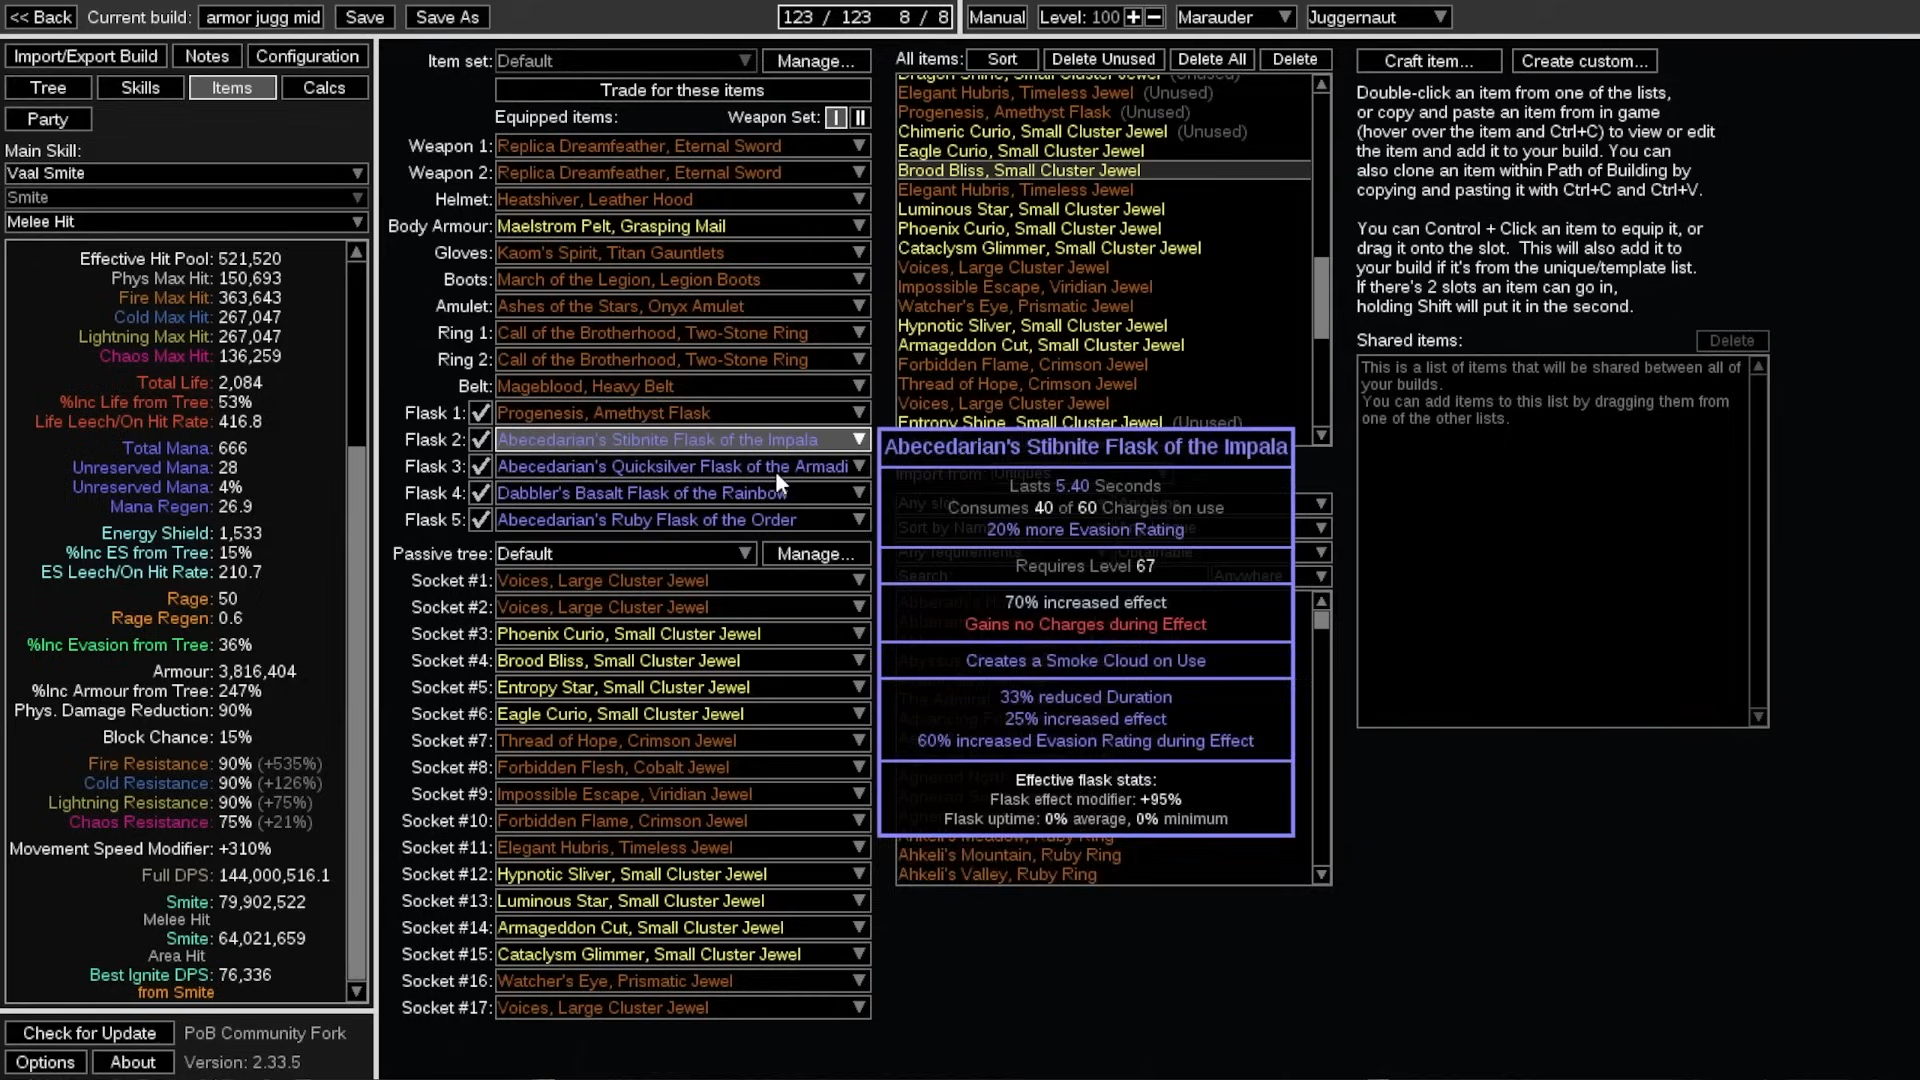 << Back
Current build:
armor jugg mid
Save
Save As
123 / 123   8 / 8
Manual
Level: 100
+
−
Marauder
Juggernaut
Import/Export Build
Notes
Configuration
Tree
Skills
Items
Calcs
Party
Main Skill:
Vaal Smite
Smite
Melee Hit
Effective Hit Pool: 521,520
Phys Max Hit: 150,693
Fire Max Hit: 363,643
Cold Max Hit: 267,047
Lightning Max Hit: 267,047
Chaos Max Hit: 136,259
Total Life: 2,084
%Inc Life from Tree: 53%
Life Leech/On Hit Rate: 416.8
Total Mana: 666
Unreserved Mana: 28
Unreserved Mana: 4%
Mana Regen: 26.9
Energy Shield: 1,533
%Inc ES from Tree: 15%
ES Leech/On Hit Rate: 210.7
Rage: 50
Rage Regen: 0.6
%Inc Evasion from Tree: 36%
Armour: 3,816,404
%Inc Armour from Tree: 247%
Phys. Damage Reduction: 90%
Block Chance: 15%
Fire Resistance: 90% (+535%)
Cold Resistance: 90% (+126%)
Lightning Resistance: 90% (+75%)
Chaos Resistance: 75% (+21%)
Movement Speed Modifier: +310%
Full DPS: 144,000,516.1
Smite: 79,902,522
Melee Hit
Smite: 64,021,659
Area Hit
Best Ignite DPS: 76,336
from Smite
Check for Update
PoB Community Fork
Options
About
Version: 2.33.5
Item set: Default
Manage...
Trade for these items
Equipped items:
Weapon Set: I II
Weapon 1: Replica Dreamfeather, Eternal Sword
Weapon 2: Replica Dreamfeather, Eternal Sword
Helmet: Heatshiver, Leather Hood
Body Armour: Maelstrom Pelt, Grasping Mail
Gloves: Kaom's Spirit, Titan Gauntlets
Boots: March of the Legion, Legion Boots
Amulet: Ashes of the Stars, Onyx Amulet
Ring 1: Call of the Brotherhood, Two-Stone Ring
Ring 2: Call of the Brotherhood, Two-Stone Ring
Belt: Mageblood, Heavy Belt
Flask 1: Progenesis, Amethyst Flask
Flask 2: Abecedarian's Stibnite Flask of the Impala
Flask 3: Abecedarian's Quicksilver Flask of the Armadi
Flask 4: Dabbler's Basalt Flask of the Rainbow
Flask 5: Abecedarian's Ruby Flask of the Order
Passive tree: Default
Manage...
Socket #1: Voices, Large Cluster Jewel
Socket #2: Voices, Large Cluster Jewel
Socket #3: Phoenix Curio, Small Cluster Jewel
Socket #4: Brood Bliss, Small Cluster Jewel
Socket #5: Entropy Star, Small Cluster Jewel
Socket #6: Eagle Curio, Small Cluster Jewel
Socket #7: Thread of Hope, Crimson Jewel
Socket #8: Forbidden Flesh, Cobalt Jewel
Socket #9: Impossible Escape, Viridian Jewel
Socket #10: Forbidden Flame, Crimson Jewel
Socket #11: Elegant Hubris, Timeless Jewel
Socket #12: Hypnotic Sliver, Small Cluster Jewel
Socket #13: Luminous Star, Small Cluster Jewel
Socket #14: Armageddon Cut, Small Cluster Jewel
Socket #15: Cataclysm Glimmer, Small Cluster Jewel
Socket #16: Watcher's Eye, Prismatic Jewel
Socket #17: Voices, Large Cluster Jewel
All items:
Sort
Delete Unused
Delete All
Delete
Dragon Shine, Small Cluster Jewel (Unused)
Elegant Hubris, Timeless Jewel (Unused)
Progenesis, Amethyst Flask (Unused)
Chimeric Curio, Small Cluster Jewel (Unused)
Eagle Curio, Small Cluster Jewel
Brood Bliss, Small Cluster Jewel
Elegant Hubris, Timeless Jewel
Luminous Star, Small Cluster Jewel
Phoenix Curio, Small Cluster Jewel
Cataclysm Glimmer, Small Cluster Jewel
Voices, Large Cluster Jewel
Impossible Escape, Viridian Jewel
Watcher's Eye, Prismatic Jewel
Hypnotic Sliver, Small Cluster Jewel
Armageddon Cut, Small Cluster Jewel
Forbidden Flame, Crimson Jewel
Thread of Hope, Crimson Jewel
Voices, Large Cluster Jewel
Entropy Shine, Small Cluster Jewel (Unused)
Abecedarian's Stibnite Flask of the Impala
Import from: Uniques
Lasts 5.40 Seconds
Any slot
Consumes 40 of 60 Charges on use
Sort by Name
20% more Evasion Rating
Any requirements
Obtainable
Requires Level 67
Search:
Anywhere
70% increased effect
Gains no Charges during Effect
Creates a Smoke Cloud on Use
33% reduced Duration
25% increased effect
60% increased Evasion Rating during Effect
Effective flask stats:
Flask effect modifier: +95%
Flask uptime: 0% average, 0% minimum
Ahkeli's Meadow, Ruby Ring
Ahkeli's Mountain, Ruby Ring
Ahkeli's Valley, Ruby Ring
Craft item...
Create custom...
Double-click an item from one of the lists,
or copy and paste an item from in game
(hover over the item and Ctrl+C) to view or edit
the item and add it to your build. You can
also clone an item within Path of Building by
copying and pasting it with Ctrl+C and Ctrl+V.
You can Control + Click an item to equip it, or
drag it onto the slot. This will also add it to
your build if it's from the unique/template list.
If there's 2 slots an item can go in,
holding Shift will put it in the second.
Shared items:
Delete
This is a list of items that will be shared between all of
your builds.
You can add items to this list by dragging them from
one of the other lists.